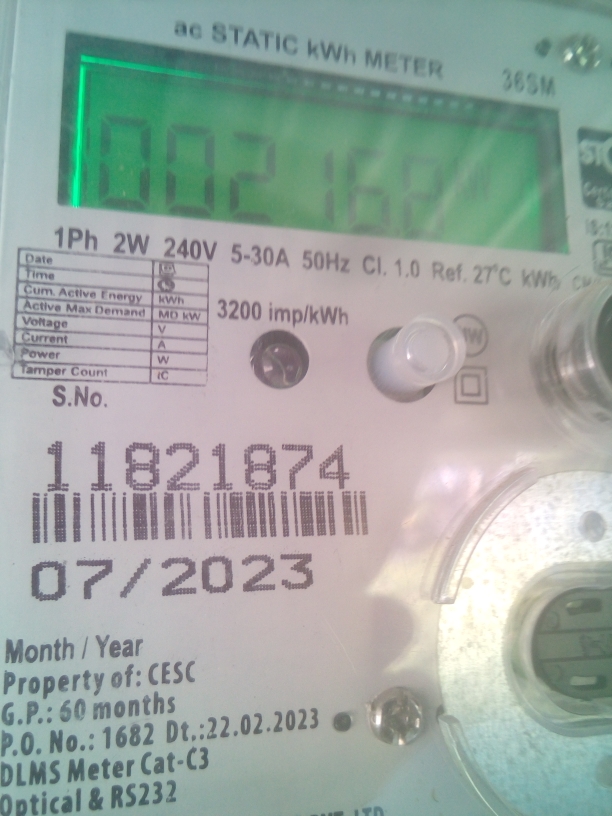 ac STATIC kWh METER
36SM
002168
1Ph 2W 240V 5-30A 50Hz Cl. 1.0 Ref. 27°C kWh
Date
Time
Cum. Active Energy kWh
Active Max Demand MD kW
Voltage V
Current A
Power W
Tamper Count
3200 imp/kWh
S.No.
11821874
07/2023
Month / Year
Property of: CESC
G.P.: 60 months
P.O. No.: 1682 Dt.:22.02.2023
DLMS Meter Cat-C3
Optical & RS232